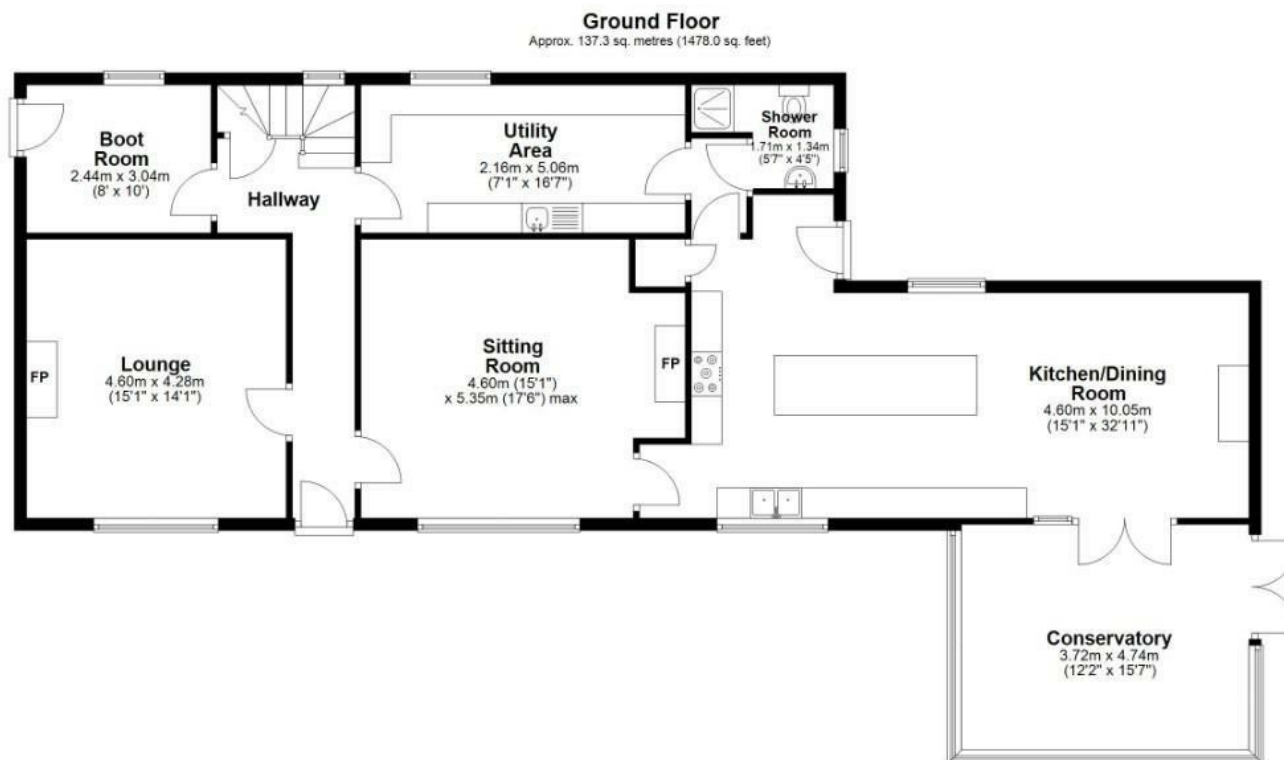 Ground Floor
Approx. 137.3 sq. metres (1478.0 sq. feet)
Boot
Room
2.44m x 3.04m
(8' x 10')
Hallway
Utility
Area
2.16m x 5.06m
(7'1" x 16'7")
Shower
Room
1.71m x 1.34m
(5'7" x 4'5")
FP
Lounge
4.60m x 4.28m
(15'1" x 14'1")
Sitting
Room
4.60m (15'1")
x 5.35m (17'6") max
FP
Kitchen/Dining
Room
4.60m x 10.05m
(15'1" x 32'11")
Conservatory
3.72m x 4.74m
(12'2" x 15'7")